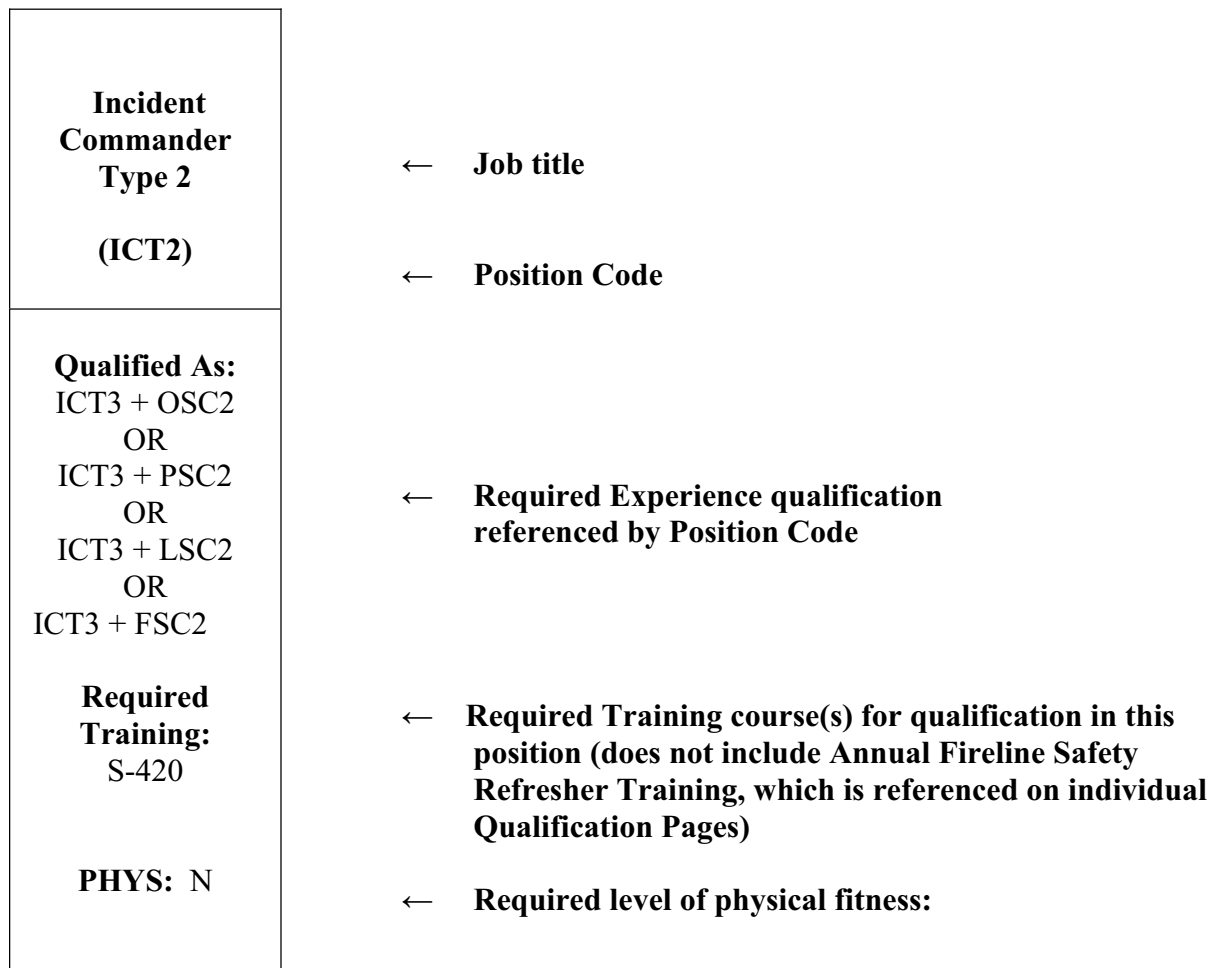 Incident
Commander
Type 2
← Job title
(ICT2)
← Position Code
Qualified As:
ICT3 + OSC2
OR
ICT3 + PSC2
OR
ICT3 + LSC2
OR
ICT3 + FSC2
← Required Experience qualification
referenced by Position Code
Required
Training:
S-420
← Required Training course(s) for qualification in this
position (does not include Annual Fireline Safety
Refresher Training, which is referenced on individual
Qualification Pages)
PHYS: N
← Required level of physical fitness: